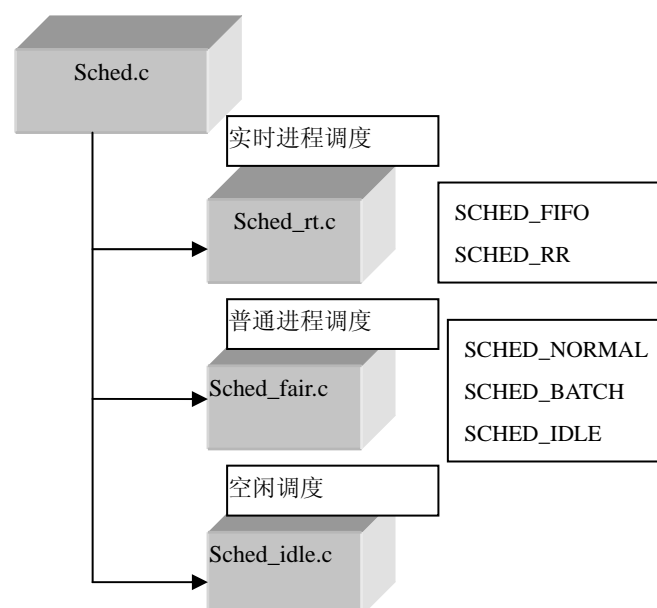 Sched.c
实时进程调度
Sched_rt.c
SCHED_FIFO
SCHED_RR
普通进程调度
Sched_fair.c
SCHED_NORMAL
SCHED_BATCH
SCHED_IDLE
空闲调度
Sched_idle.c